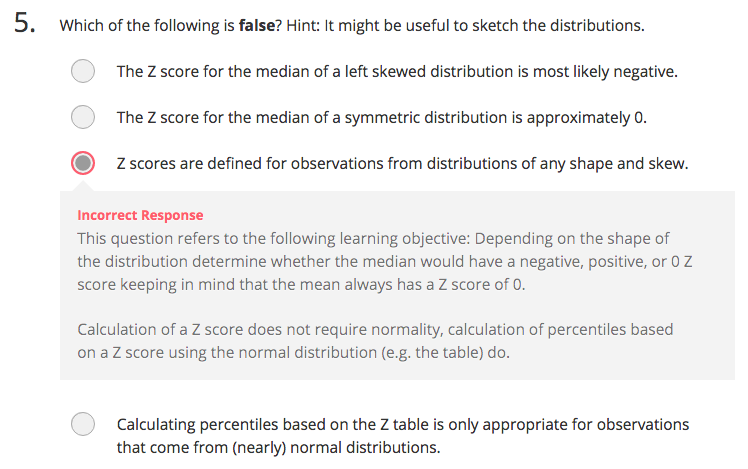 5. Which of the following is false? Hint: It might be useful to sketch the distributions.
The Z score for the median of a left skewed distribution is most likely negative.
The Z score for the median of a symmetric distribution is approximately 0.
Z scores are defined for observations from distributions of any shape and skew.
Incorrect Response
This question refers to the following learning objective: Depending on the shape of
the distribution determine whether the median would have a negative, positive, or 0 Z
score keeping in mind that the mean always has a Z score of 0.
Calculation of a Z score does not require normality, calculation of percentiles based
on a Z score using the normal distribution (e.g. the table) do.
Calculating percentiles based on the Z table is only appropriate for observations
that come from (nearly) normal distributions.